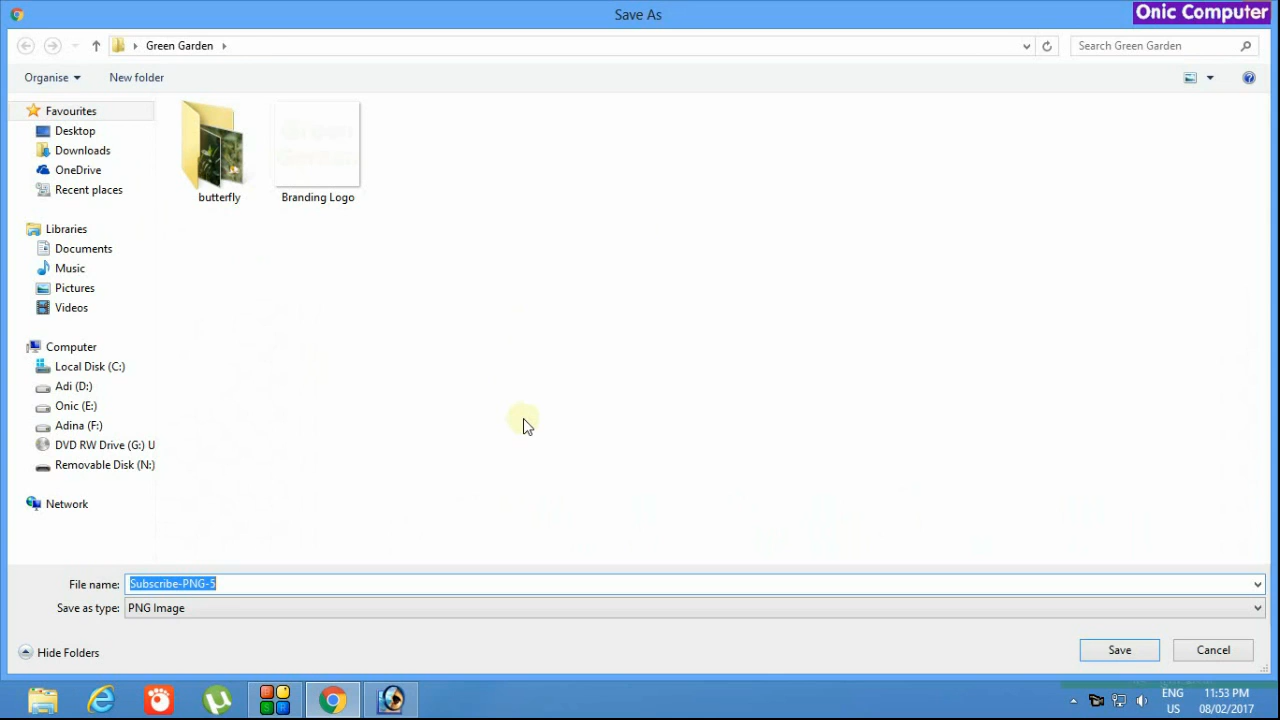 Save As
Onic Computer
Green Garden
Search Green Garden
Organise
New folder
Favourites
Desktop
Downloads
OneDrive
Recent places
Libraries
Documents
Music
Pictures
Videos
Computer
Local Disk (C:)
Adi (D:)
Onic (E:)
Adina (F:)
DVD RW Drive (G:) U
Removable Disk (N:)
Network
butterfly
Branding Logo
File name: Subscribe-PNG-5
Save as type: PNG Image
Hide Folders
Save
Cancel
ENG
US
11:53 PM
08/02/2017